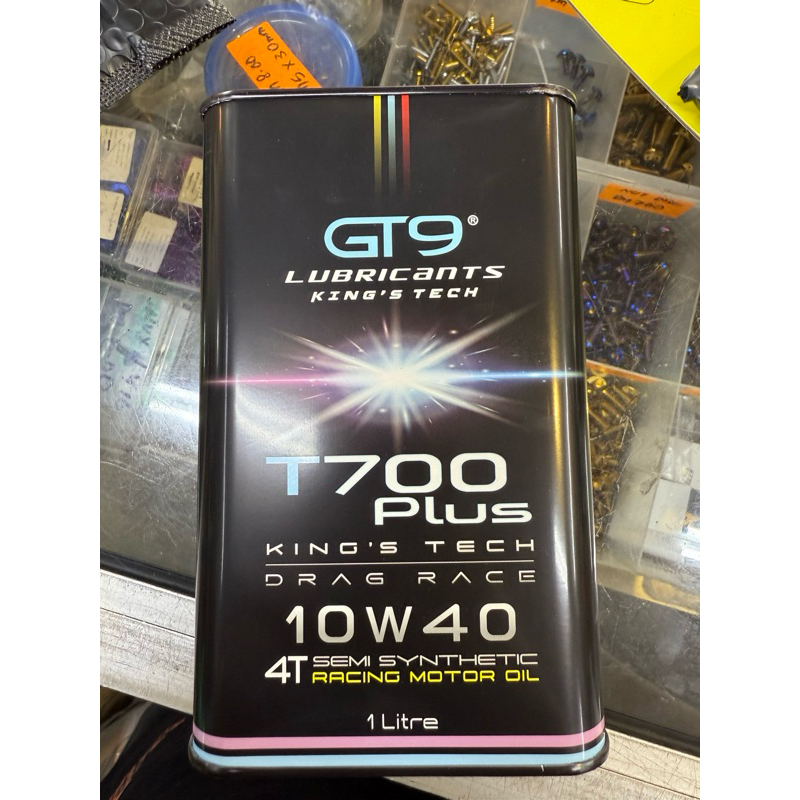 GT9®
LUBRICANTS
KING'S TECH
T700
Plus
KING'S TECH
DRAG RACE
10W40
4T SEMI SYNTHETIC
RACING MOTOR OIL
1 Litre